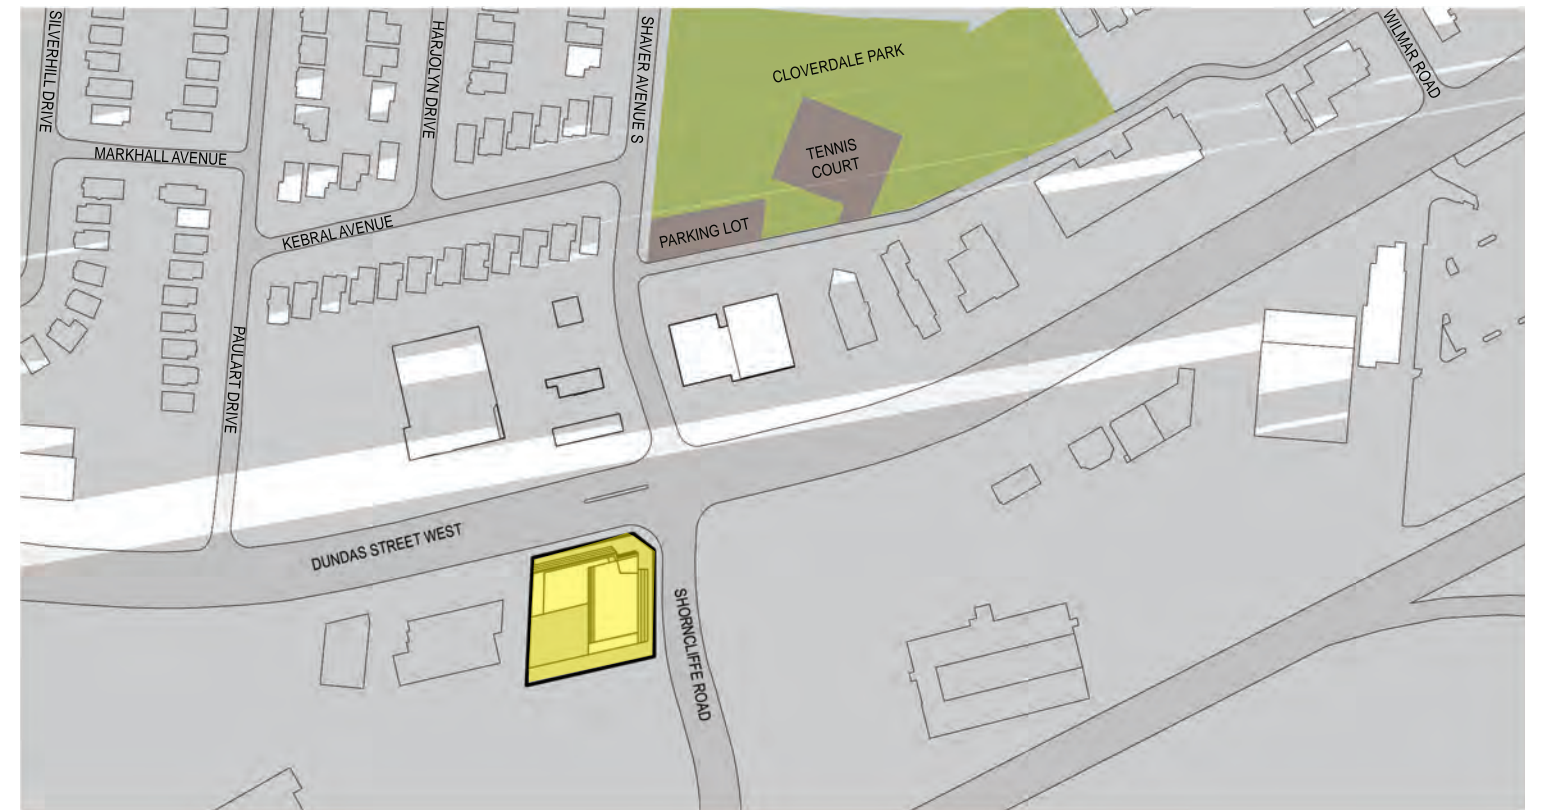 SILVERHILL DRIVE
HARJOLYN DRIVE
SHAVER AVENUE S
WILMAR ROAD
CLOVERDALE PARK
TENNIS
COURT
MARKHALL AVENUE
KEBRAL AVENUE
PARKING LOT
PAULART DRIVE
DUNDAS STREET WEST
SHORNCLIFFE ROAD